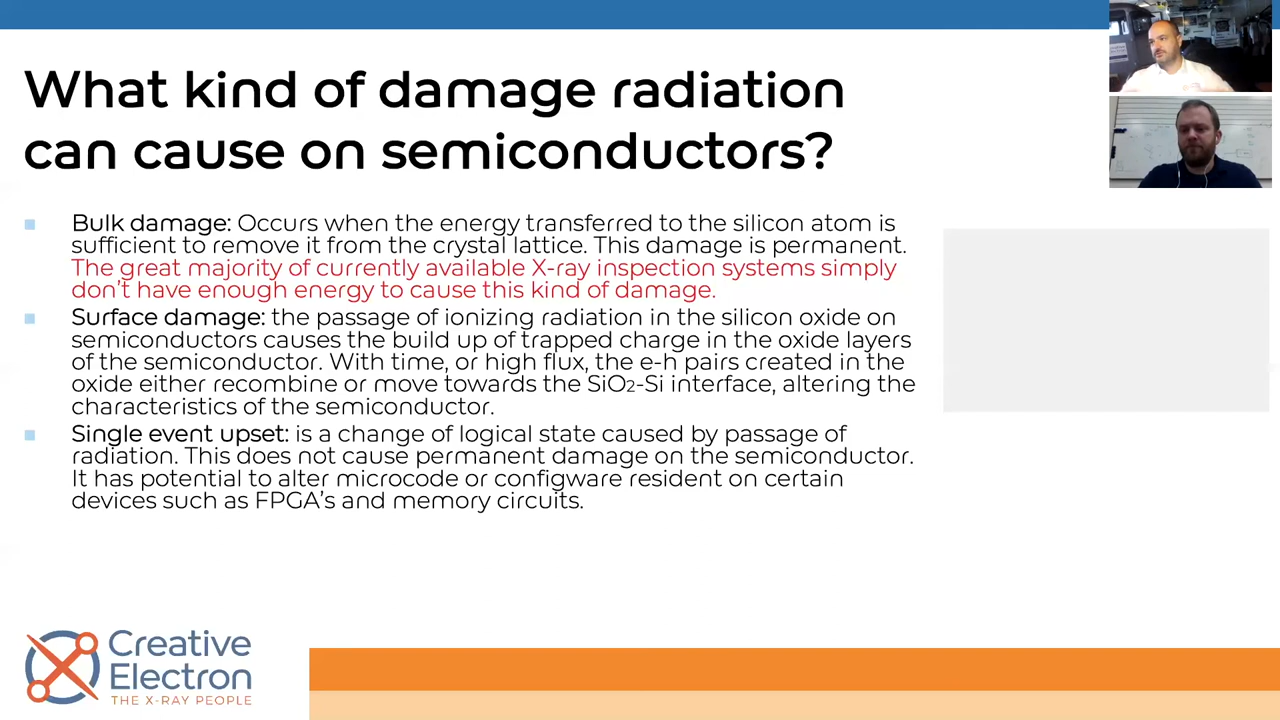 What kind of damage radiation
can cause on semiconductors?
Bulk damage: Occurs when the energy transferred to the silicon atom is
sufficient to remove it from the crystal lattice. This damage is permanent.
The great majority of currently available X-ray inspection systems simply
don't have enough energy to cause this kind of damage.
Surface damage: the passage of ionizing radiation in the silicon oxide on
semiconductors causes the build up of trapped charge in the oxide layers
of the semiconductor. With time, or high flux, the e-h pairs created in the
oxide either recombine or move towards the SiO2-Si interface, altering the
characteristics of the semiconductor.
Single event upset: is a change of logical state caused by passage of
radiation. This does not cause permanent damage on the semiconductor.
It has potential to alter microcode or configware resident on certain
devices such as FPGA's and memory circuits.
Creative
Electron
THE X-RAY PEOPLE